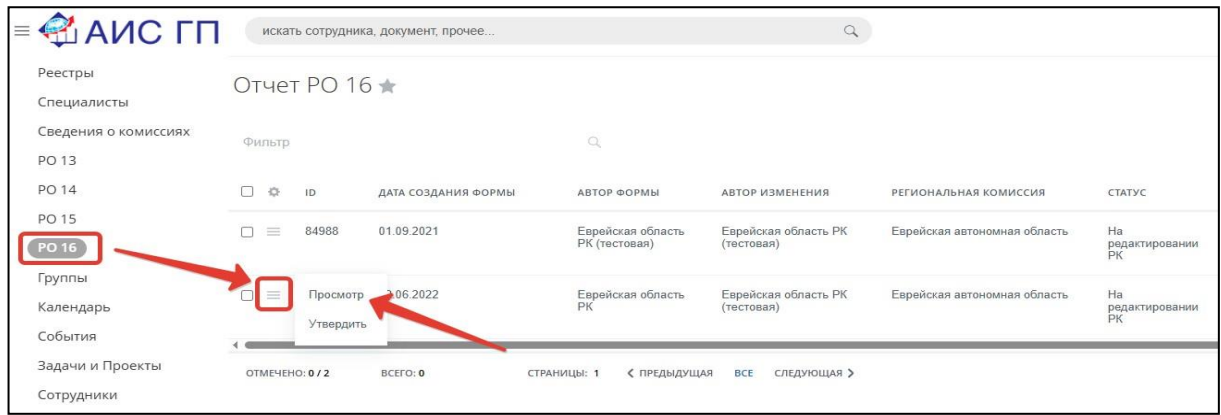 АИС ГП
искать сотрудника, документ, прочее...
Реестры
Специалисты
Сведения о комиссиях
РО 13
РО 14
РО 15
РО 16
Группы
Календарь
События
Задачи и Проекты
Сотрудники
Отчет РО 16
Фильтр
ID ДАТА СОЗДАНИЯ ФОРМЫ АВТОР ФОРМЫ АВТОР ИЗМЕНЕНИЯ РЕГИОНАЛЬНАЯ КОМИССИЯ СТАТУС
84988 01.09.2021 Еврейская область Еврейская область РК Еврейская автономная область На
РК (тестовая) (тестовая) редактировании
РК
Просмотр .06.2022 Еврейская область Еврейская область РК Еврейская автономная область На
РК (тестовая) редактировании
Утвердить РК
ОТМЕЧЕНО: 0 / 2 ВСЕГО: 0 СТРАНИЦЫ: 1 ПРЕДЫДУЩАЯ ВСЕ СЛЕДУЮЩАЯ